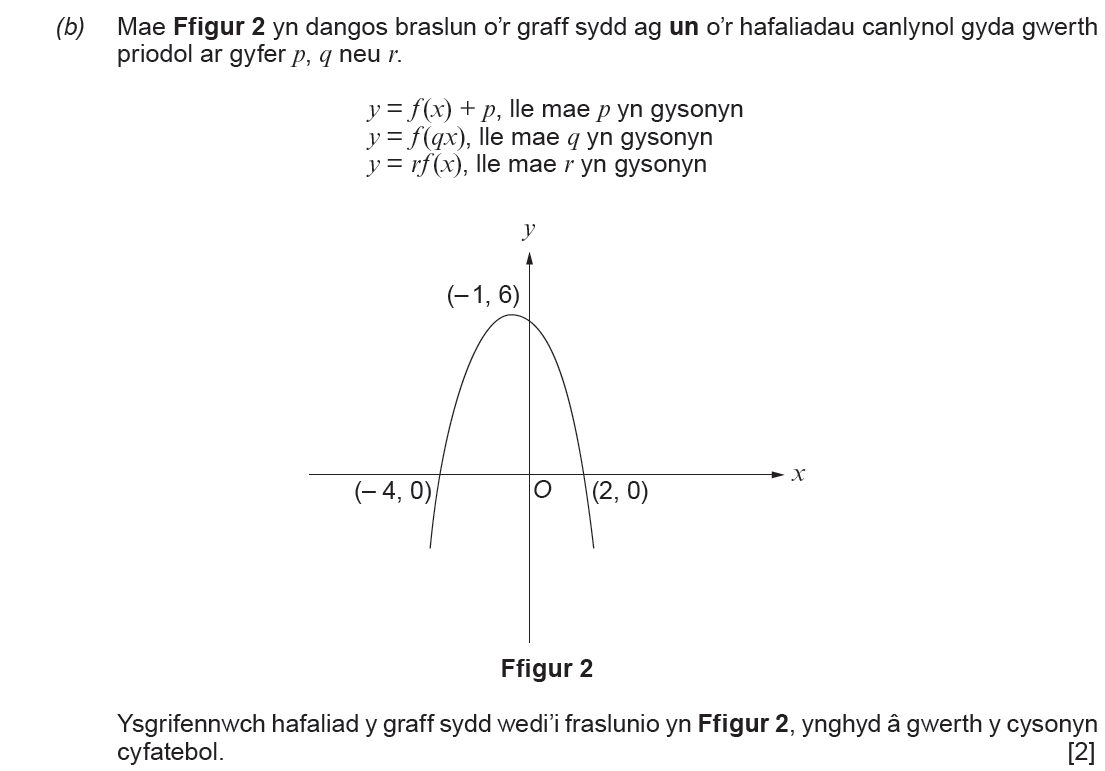 (b) Mae Ffigur 2 yn dangos braslun o'r graff sydd ag un o'r hafaliadau canlynol gyda gwerth
priodol ar gyfer p, q neu r.
y = f(x) + p, lle mae p yn gysonyn
y = f(qx), lle mae q yn gysonyn
y = rf(x), lle mae r yn gysonyn
y
(– 1, 6)
x
(– 4, 0)
O
(2, 0)
Ffigur 2
Ysgrifennwch hafaliad y graff sydd wedi'i fraslunio yn Ffigur 2, ynghyd â gwerth y cysonyn
cyfatebol. [2]